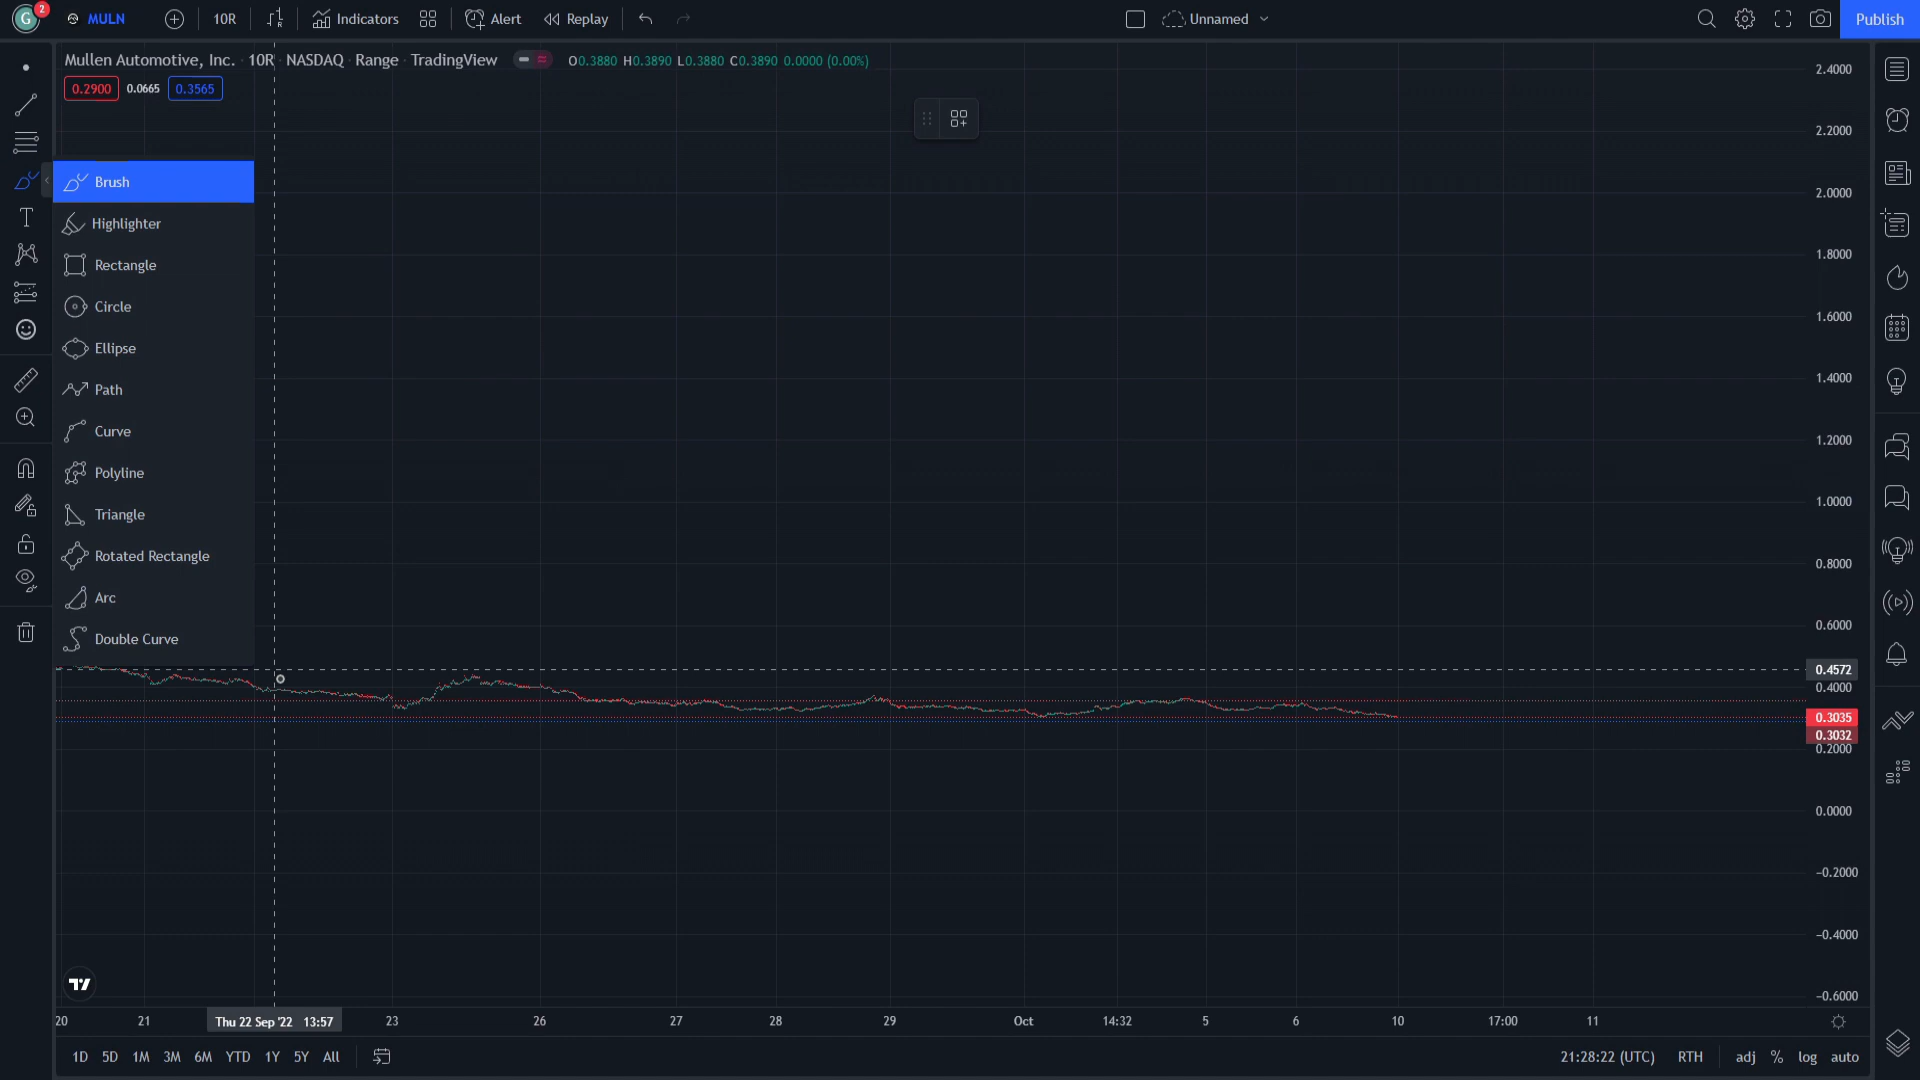 G 2 MULN 10R Indicators Alert Replay Unnamed Publish
Mullen Automotive, Inc. · 10R · NASDAQ · Range · TradingView O0.3880 H0.3890 L0.3880 C0.3890 0.0000 (0.00%)
0.2900 0.0665 0.3565
Brush
Highlighter
Rectangle
Circle
Ellipse
Path
Curve
Polyline
Triangle
Rotated Rectangle
Arc
Double Curve
2.4000
2.2000
2.0000
1.8000
1.6000
1.4000
1.2000
1.0000
0.8000
0.6000
0.4572
0.4000
0.3035
0.3032
0.2000
0.0000
−0.2000
−0.4000
−0.6000
20 21 Thu 22 Sep '22 13:57 23 26 27 28 29 Oct 14:32 5 6 10 17:00 11
1D 5D 1M 3M 6M YTD 1Y 5Y All 21:28:22 (UTC) RTH adj % log auto